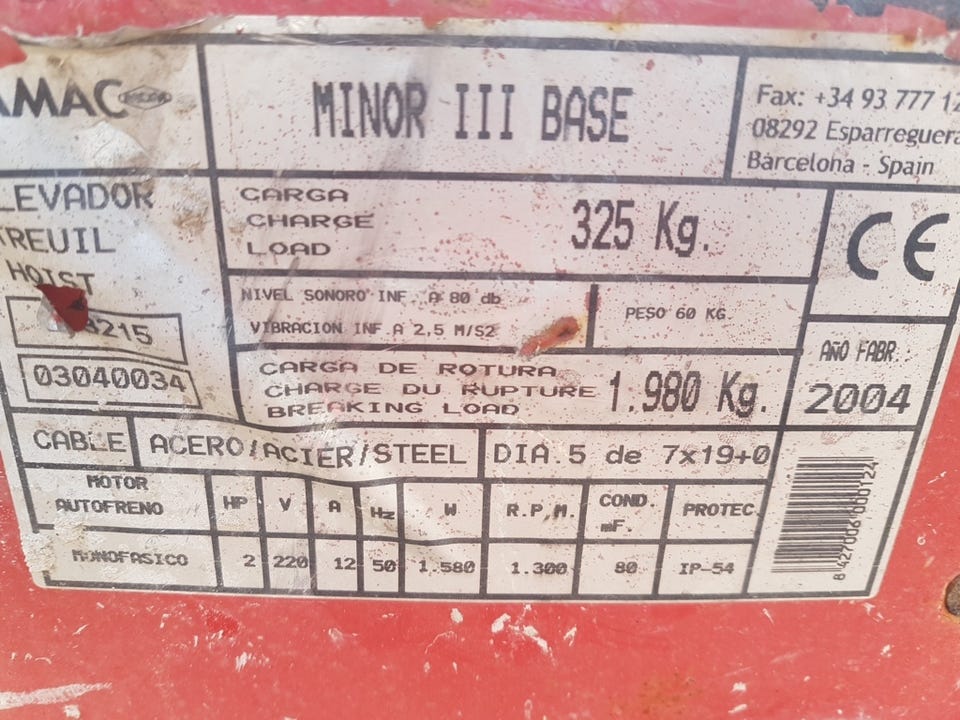 AMAC
MINOR III BASE
Fax: +34 93 777 12
08292 Esparreguera
Barcelona - Spain
LEVADOR
TREUIL
HOIST
CARGA
CHARGE
LOAD
325 Kg.
CE
NIVEL SONORO INF. A 80 db
VIBRACION INF.A 2,5 M/S2
PESO 60 KG.
8215
03040034
CARGA DE ROTURA
CHARGE DU RUPTURE
BREAKING LOAD
1.980 Kg.
AÑO FABR.
2004
CABLE
ACERO/ACIER/STEEL
DIA.5 de 7x19+0
MOTOR
AUTOFRENO
HP V A Hz W R.P.M. COND. mF. PROTEC.
MONOFASICO 2 220 12 50 1.580 1.300 80 IP-54
8427006000124